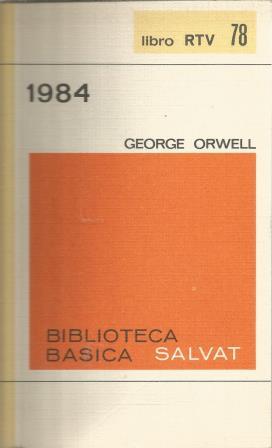 libro RTV 78
1984
GEORGE ORWELL
BIBLIOTECA
BASICA SALVAT